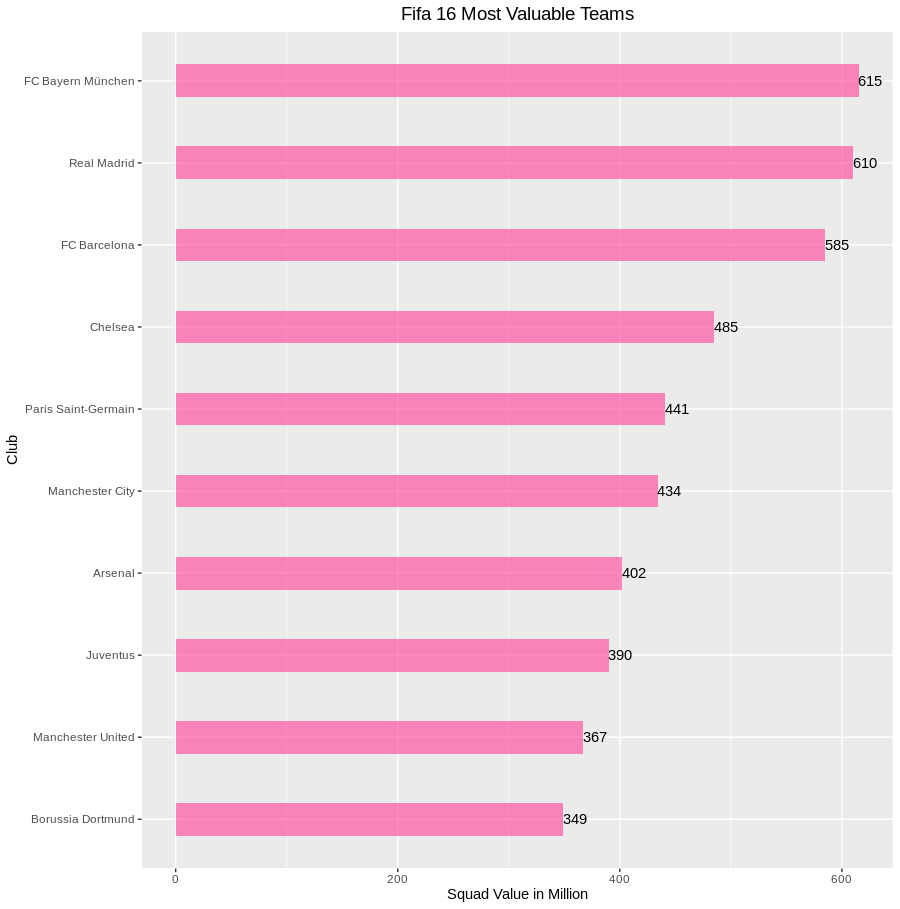 Fifa 16 Most Valuable Teams
Club
FC Bayern München 615
Real Madrid 610
FC Barcelona 585
Chelsea 485
Paris Saint-Germain 441
Manchester City 434
Arsenal 402
Juventus 390
Manchester United 367
Borussia Dortmund 349
0 200 400 600
Squad Value in Million